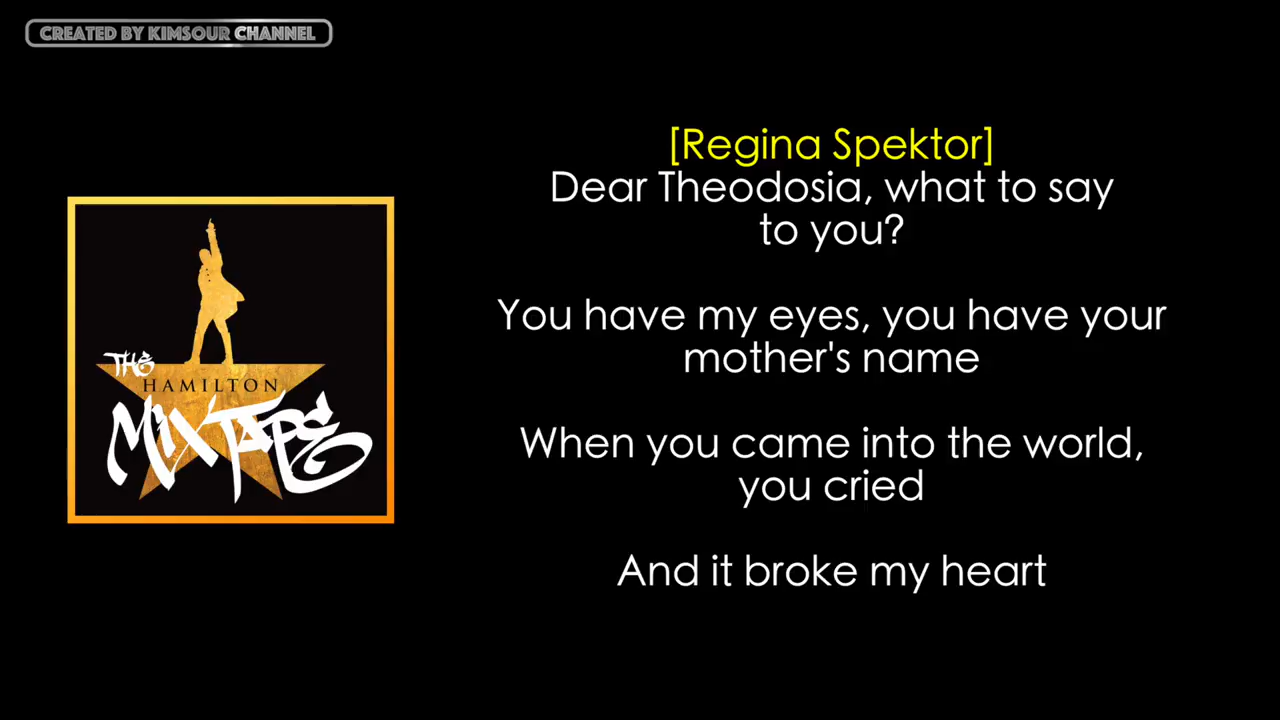 CREATED BY KIMSOUR CHANNEL
[Regina Spektor]
Dear Theodosia, what to say
to you?
You have my eyes, you have your
mother's name
When you came into the world,
you cried
And it broke my heart
THE
HAMILTON
MIXTAPE